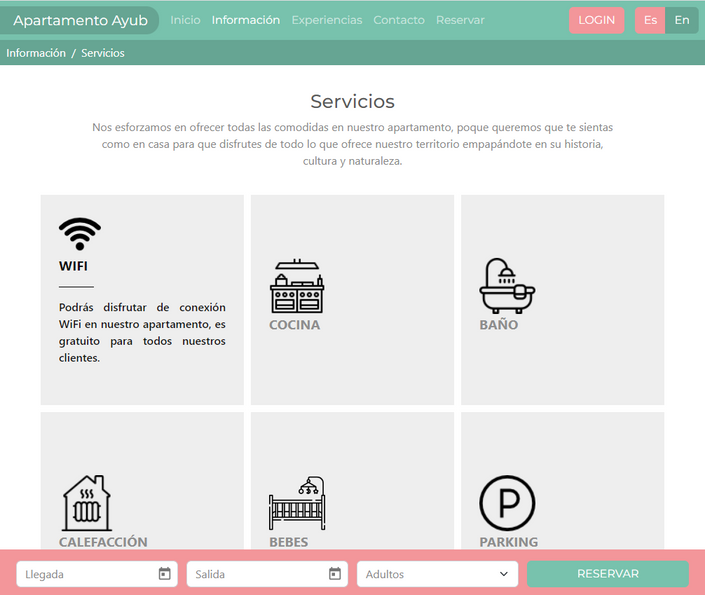 Apartamento Ayub Inicio Información Experiencias Contacto Reservar LOGIN Es En
Información / Servicios
Servicios
Nos esforzamos en ofrecer todas las comodidas en nuestro apartamento, poque queremos que te sientas
como en casa para que disfrutes de todo lo que ofrece nuestro territorio empapándote en su historia,
cultura y naturaleza.
WIFI
Podrás disfrutar de conexión
WiFi en nuestro apartamento, es
gratuito para todos nuestros
clientes.
COCINA
BAÑO
CALEFACCIÓN
BEBES
P
PARKING
Llegada Salida Adultos RESERVAR